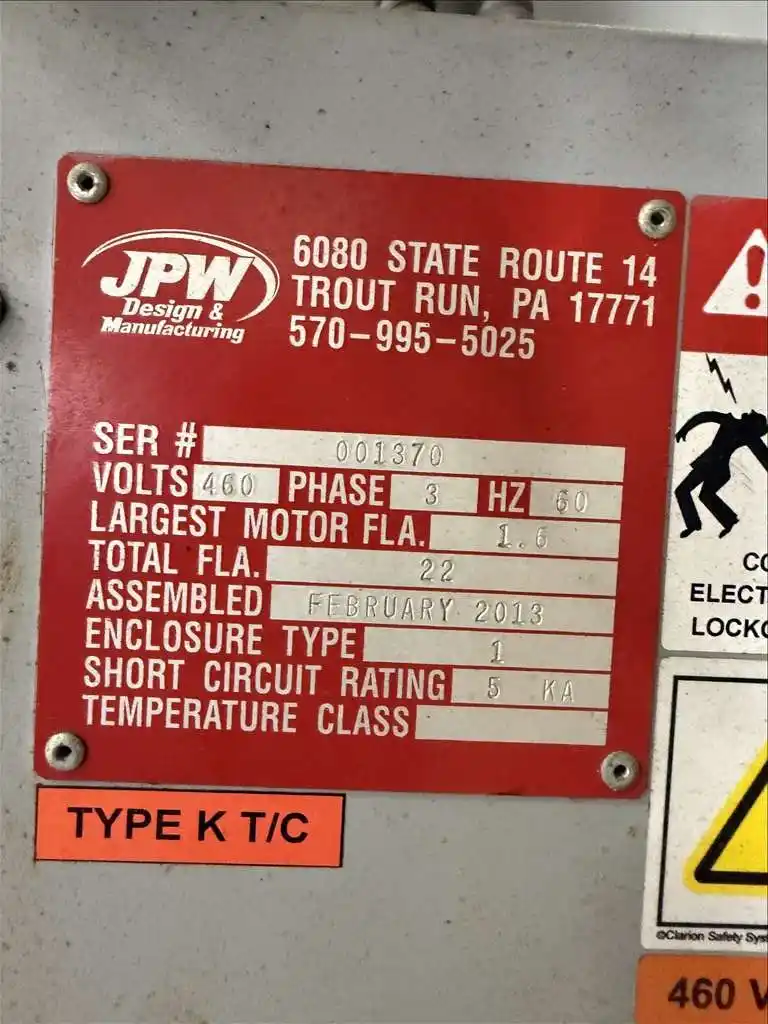 JPW
Design &
Manufacturing
6080 STATE ROUTE 14
TROUT RUN, PA 17771
570-995-5025
SER # 001370
VOLTS 460 PHASE 3 HZ 60
LARGEST MOTOR FLA. 1.6
TOTAL FLA. 22
ASSEMBLED FEBRUARY 2013
ENCLOSURE TYPE 1
SHORT CIRCUIT RATING 5 KA
TEMPERATURE CLASS
TYPE K T/C
CO
ELECT
LOCKO
©Clarion Safety Sys
460 V